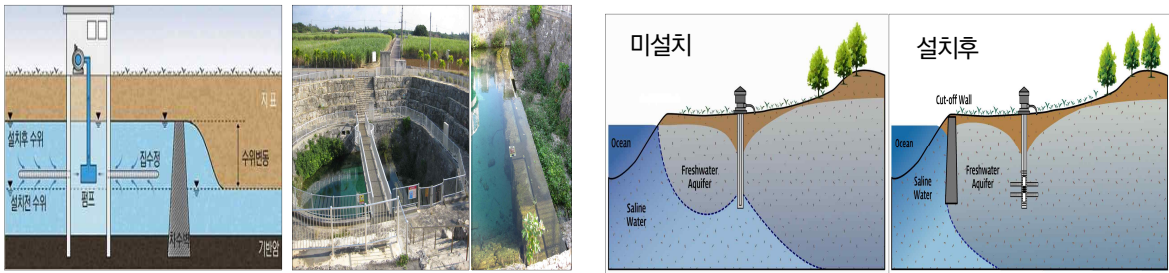 지 표
설치후 수위
집수정
수위변동
설치전 수위
펌프
차수벽
기반암
미설치
Ocean
Freshwater
Aquifer
Saline
Water
설치후
Cut-off Wall
Ocean
Saline
Water
Freshwater
Aquifer